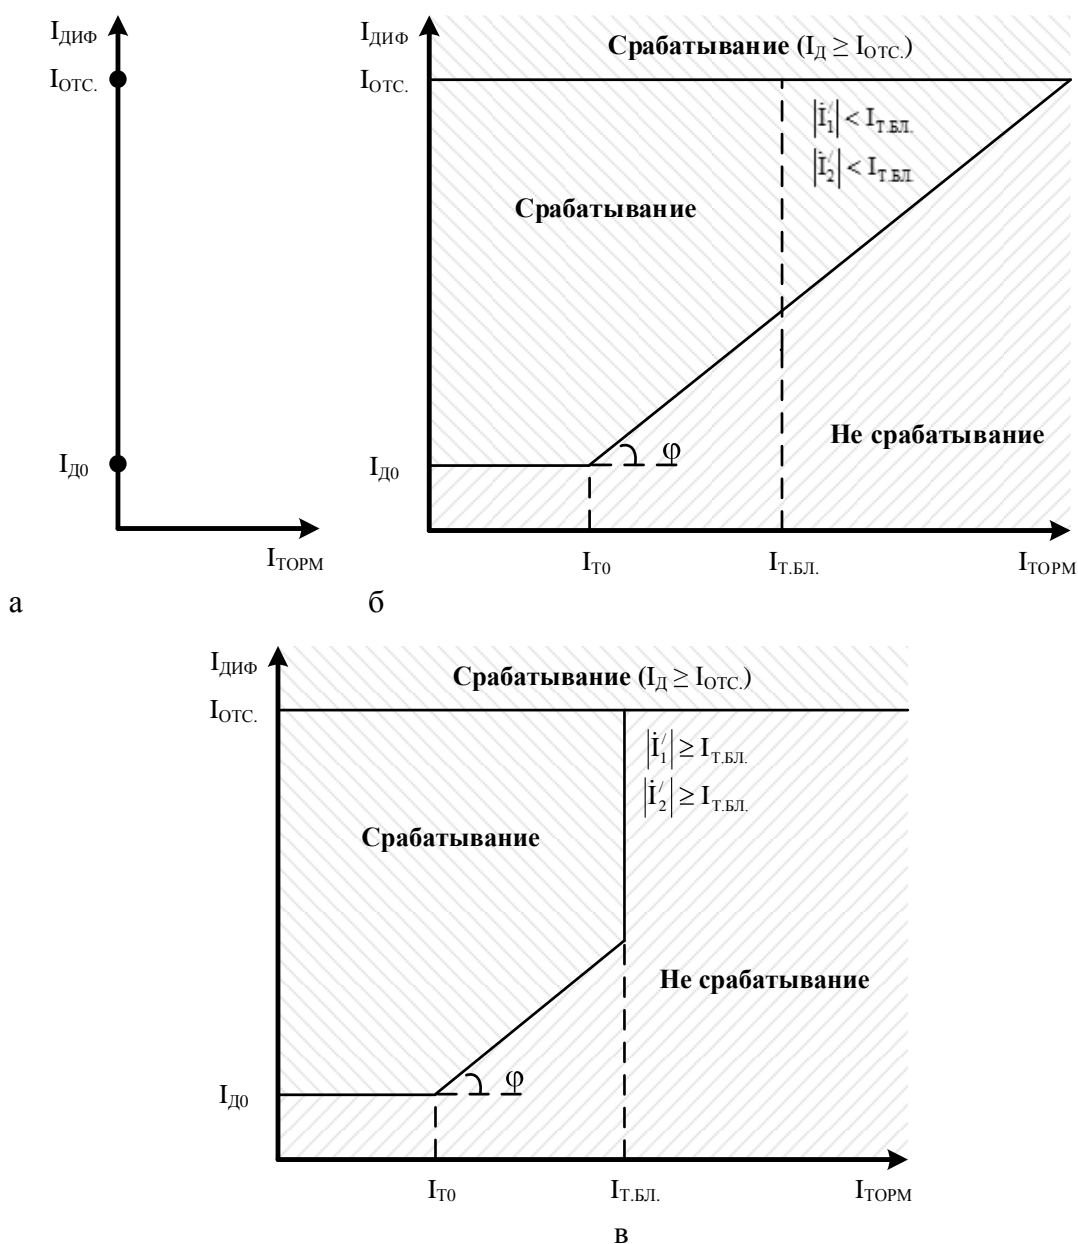 IДИФ
IОТС.
IД0
IТОРМ
а
IДИФ
Срабатывание (IД ≥ IОТС.)
IОТС.
|İ₁′| < IТ.БЛ.
|İ₂′| < IТ.БЛ.
Срабатывание
Не срабатывание
φ
IД0
IТ0
IТ.БЛ.
IТОРМ
б
IДИФ
Срабатывание (IД ≥ IОТС.)
IОТС.
|İ₁′| ≥ IТ.БЛ.
|İ₂′| ≥ IТ.БЛ.
Срабатывание
Не срабатывание
φ
IД0
IТ0
IТ.БЛ.
IТОРМ
в